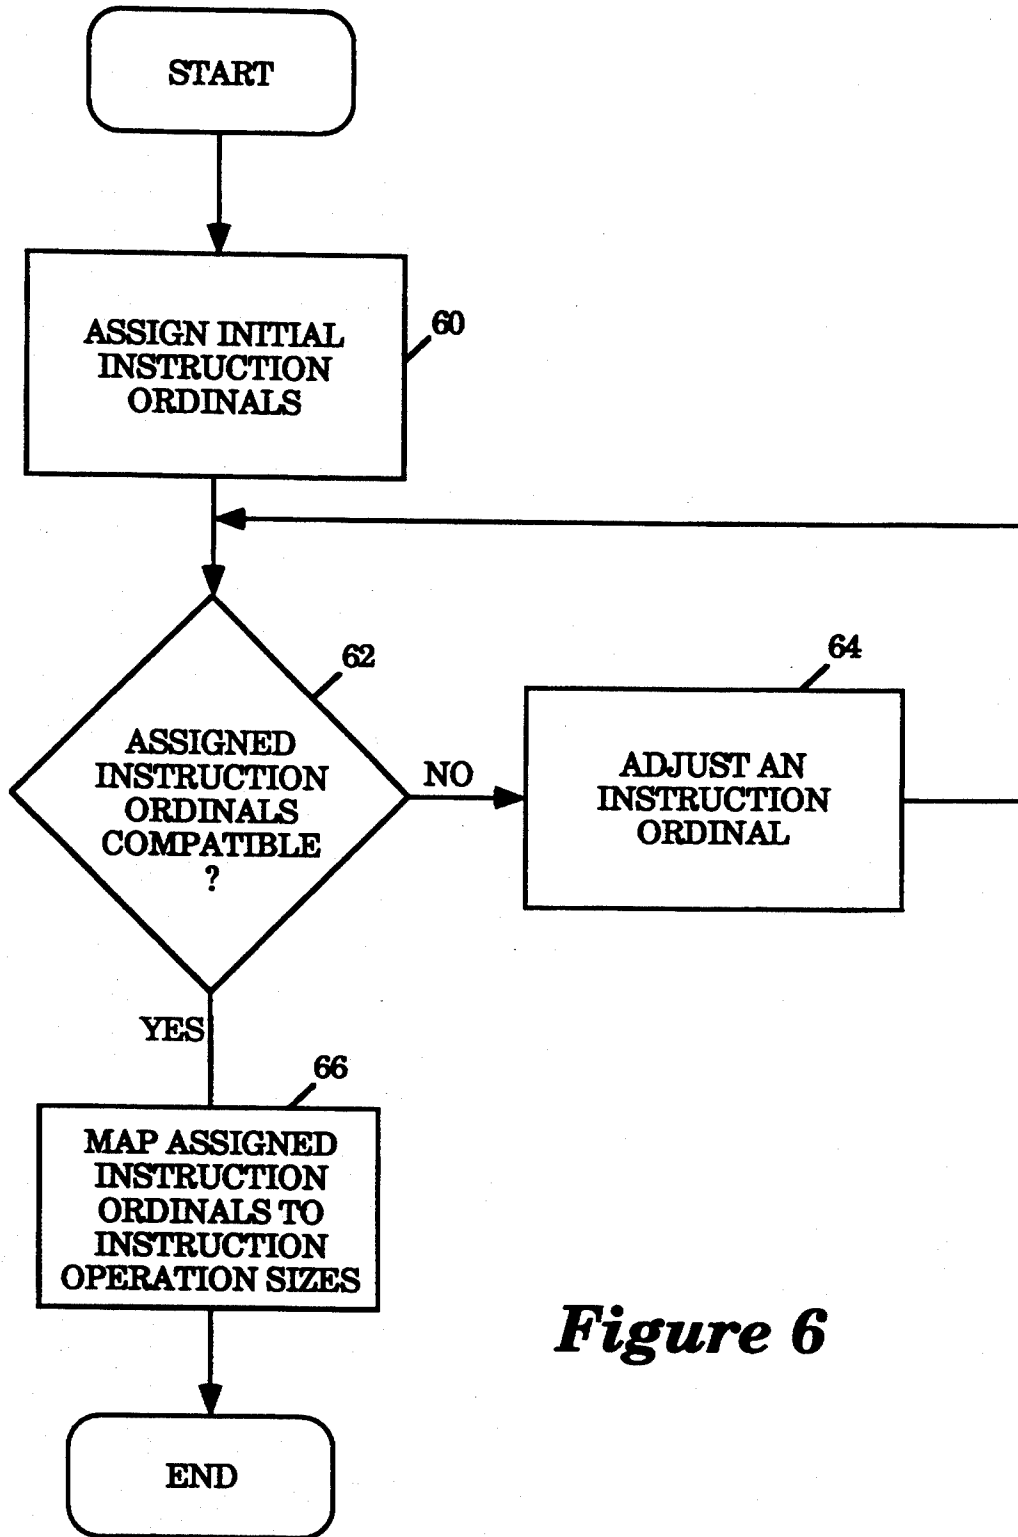 START
ASSIGN INITIAL
INSTRUCTION
ORDINALS
60
62
ASSIGNED
INSTRUCTION
ORDINALS
COMPATIBLE
?
NO
64
ADJUST AN
INSTRUCTION
ORDINAL
YES
66
MAP ASSIGNED
INSTRUCTION
ORDINALS TO
INSTRUCTION
OPERATION SIZES
Figure 6
END